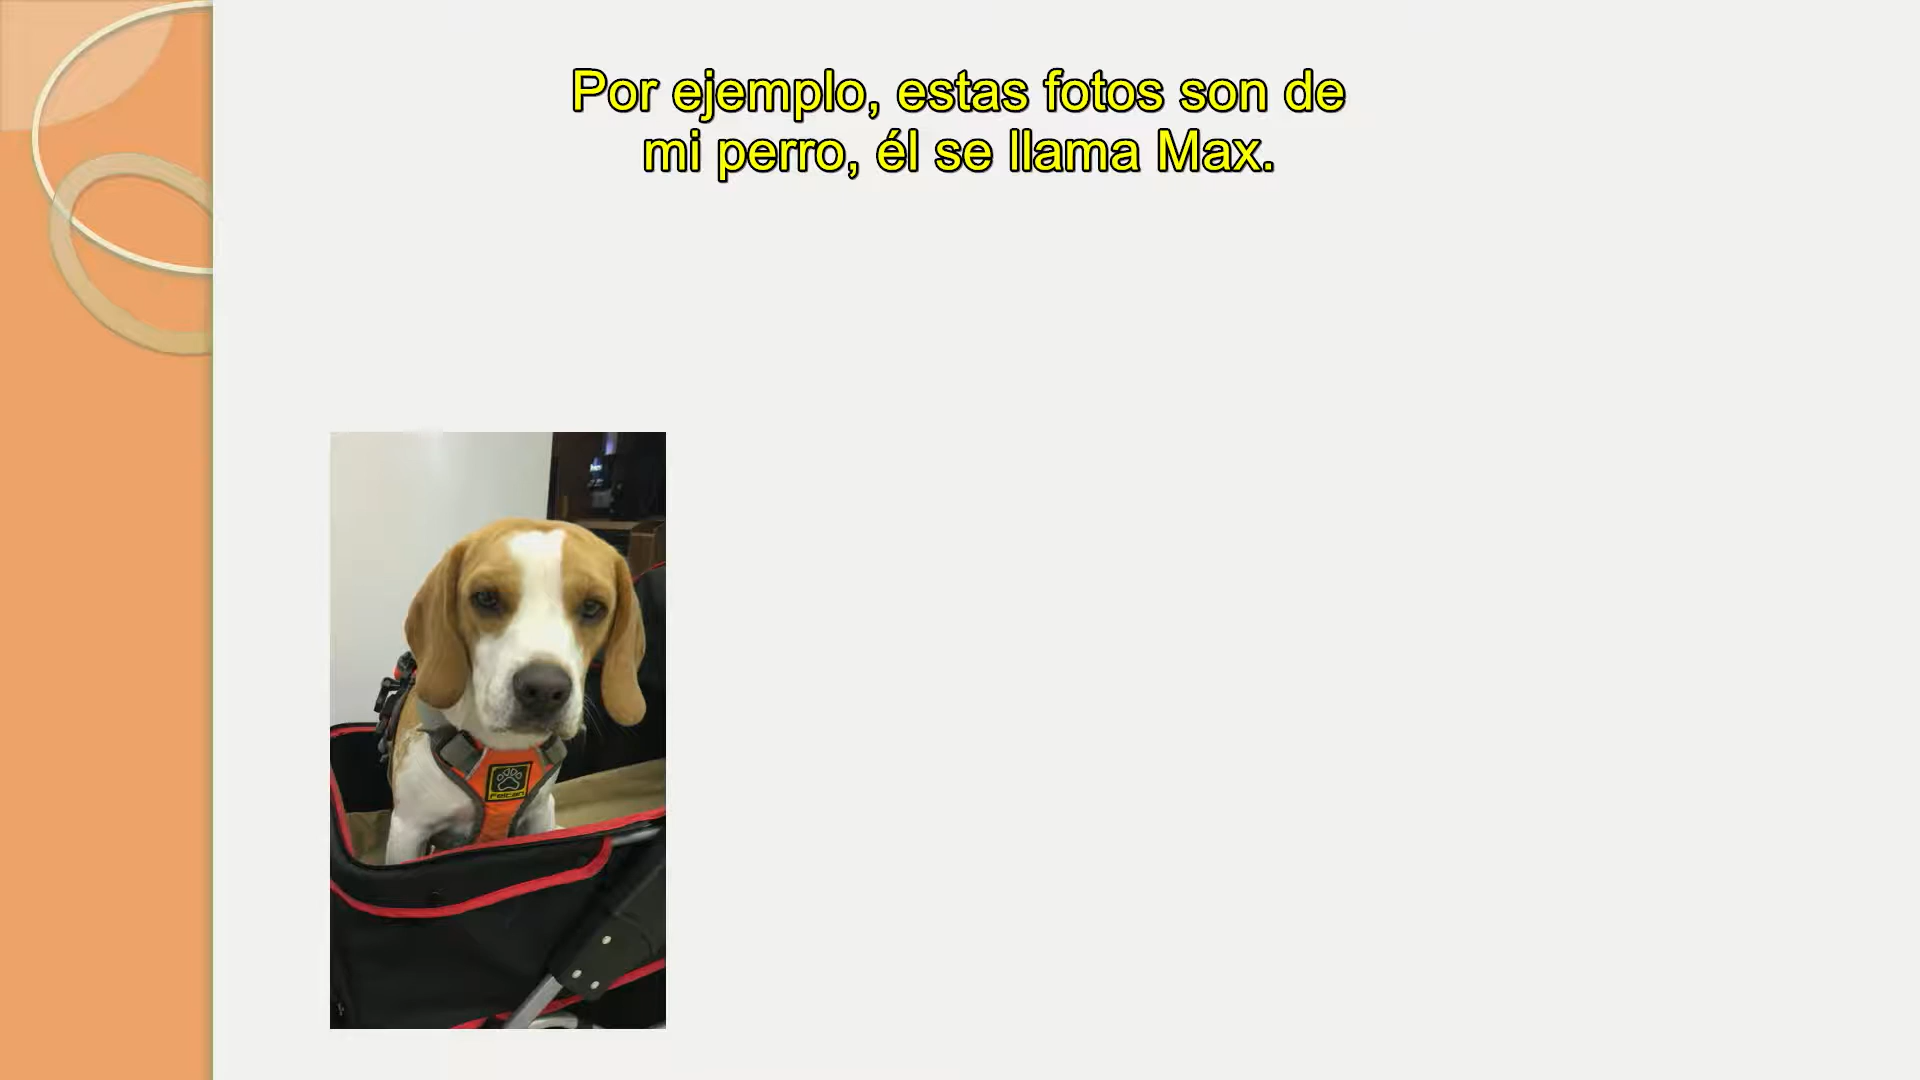 Por ejemplo, estas fotos son de
mi perro, él se llama Max.